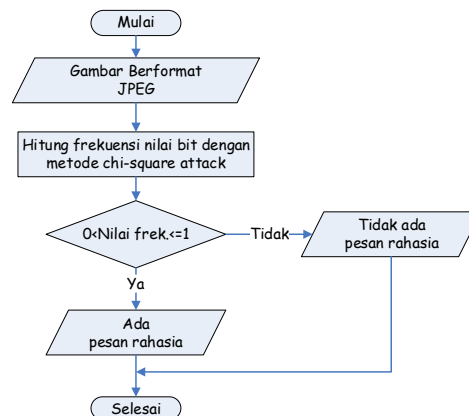 Mulai
Gambar Berformat
JPEG
Hitung frekuensi nilai bit dengan
metode chi-square attack
0<Nilai frek.<=1
Tidak
Tidak ada
pesan rahasia
Ya
Ada
pesan rahasia
Selesai